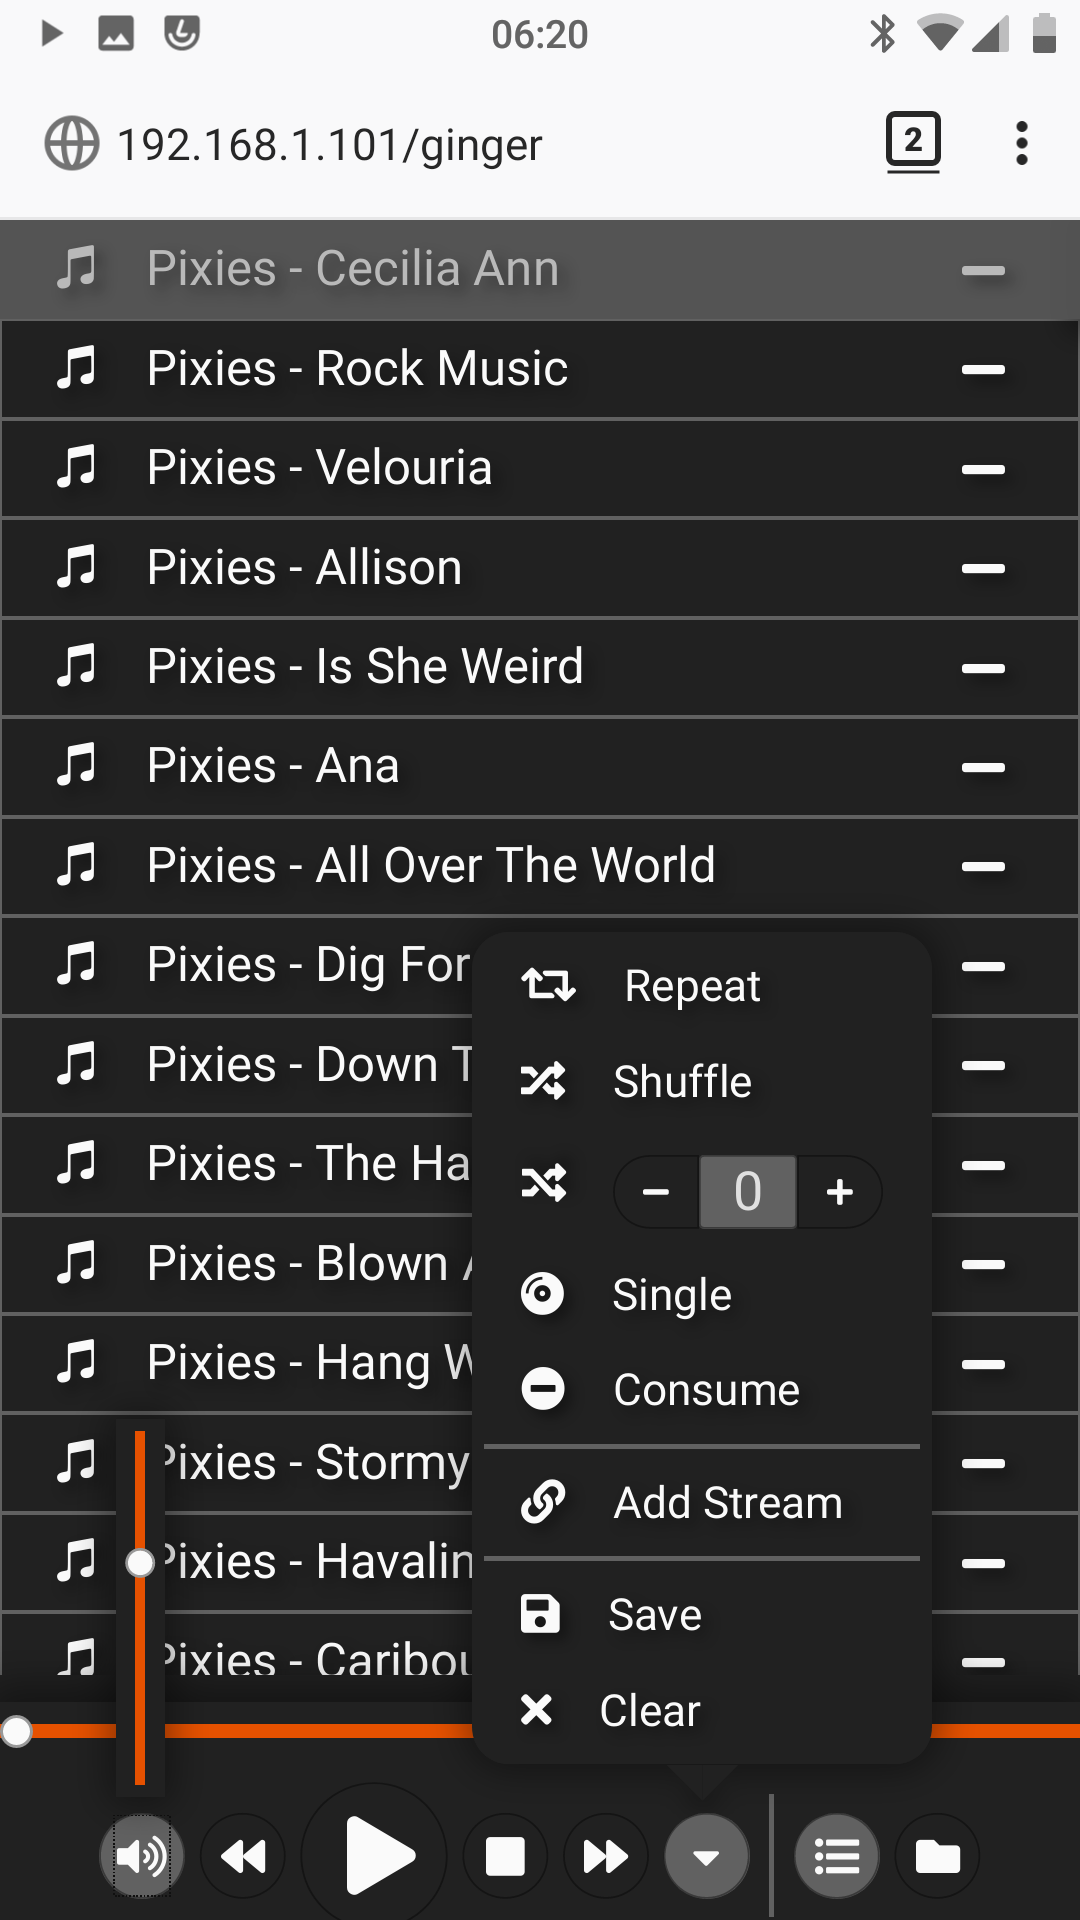 06:20
192.168.1.101/ginger
2
Pixies - Cecilia Ann
Pixies - Rock Music
Pixies - Velouria
Pixies - Allison
Pixies - Is She Weird
Pixies - Ana
Pixies - All Over The World
Pixies - Dig For
Pixies - Down T
Pixies - The Ha
Pixies - Blown
Pixies - Hang W
Pixies - Stormy
Pixies - Havalin
Pixies - Caribou
Repeat
Shuffle
− 0 +
Single
Consume
Add Stream
Save
Clear